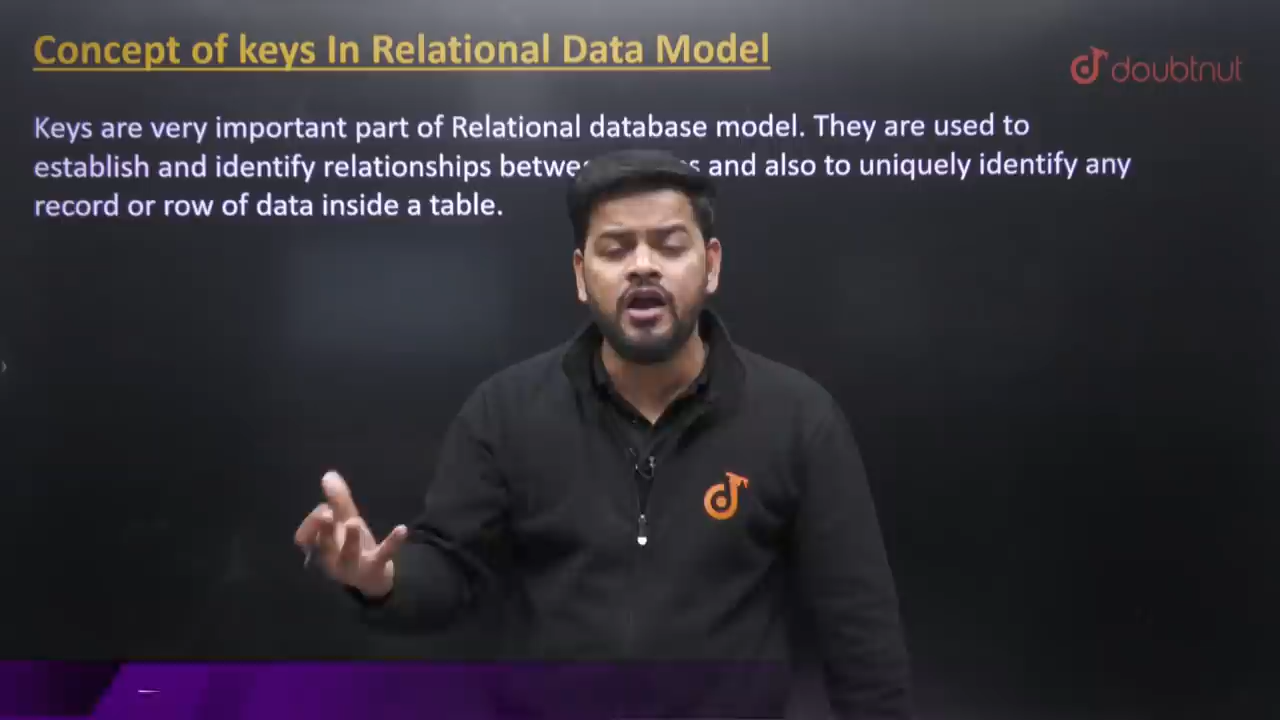 Concept of keys In Relational Data Model
doubtnut
Keys are very important part of Relational database model. They are used to
establish and identify relationships and also to uniquely identify any
record or row of data inside a table.